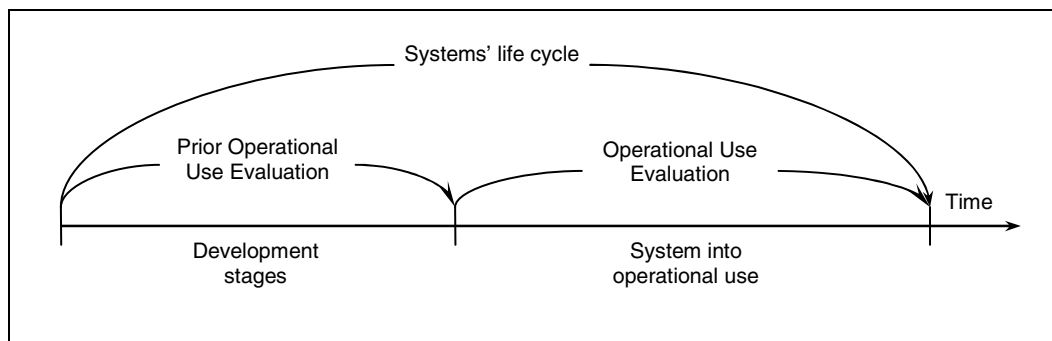 Systems’ life cycle
Prior Operational
Use Evaluation
Operational Use
Evaluation
Time
Development
stages
System into
operational use